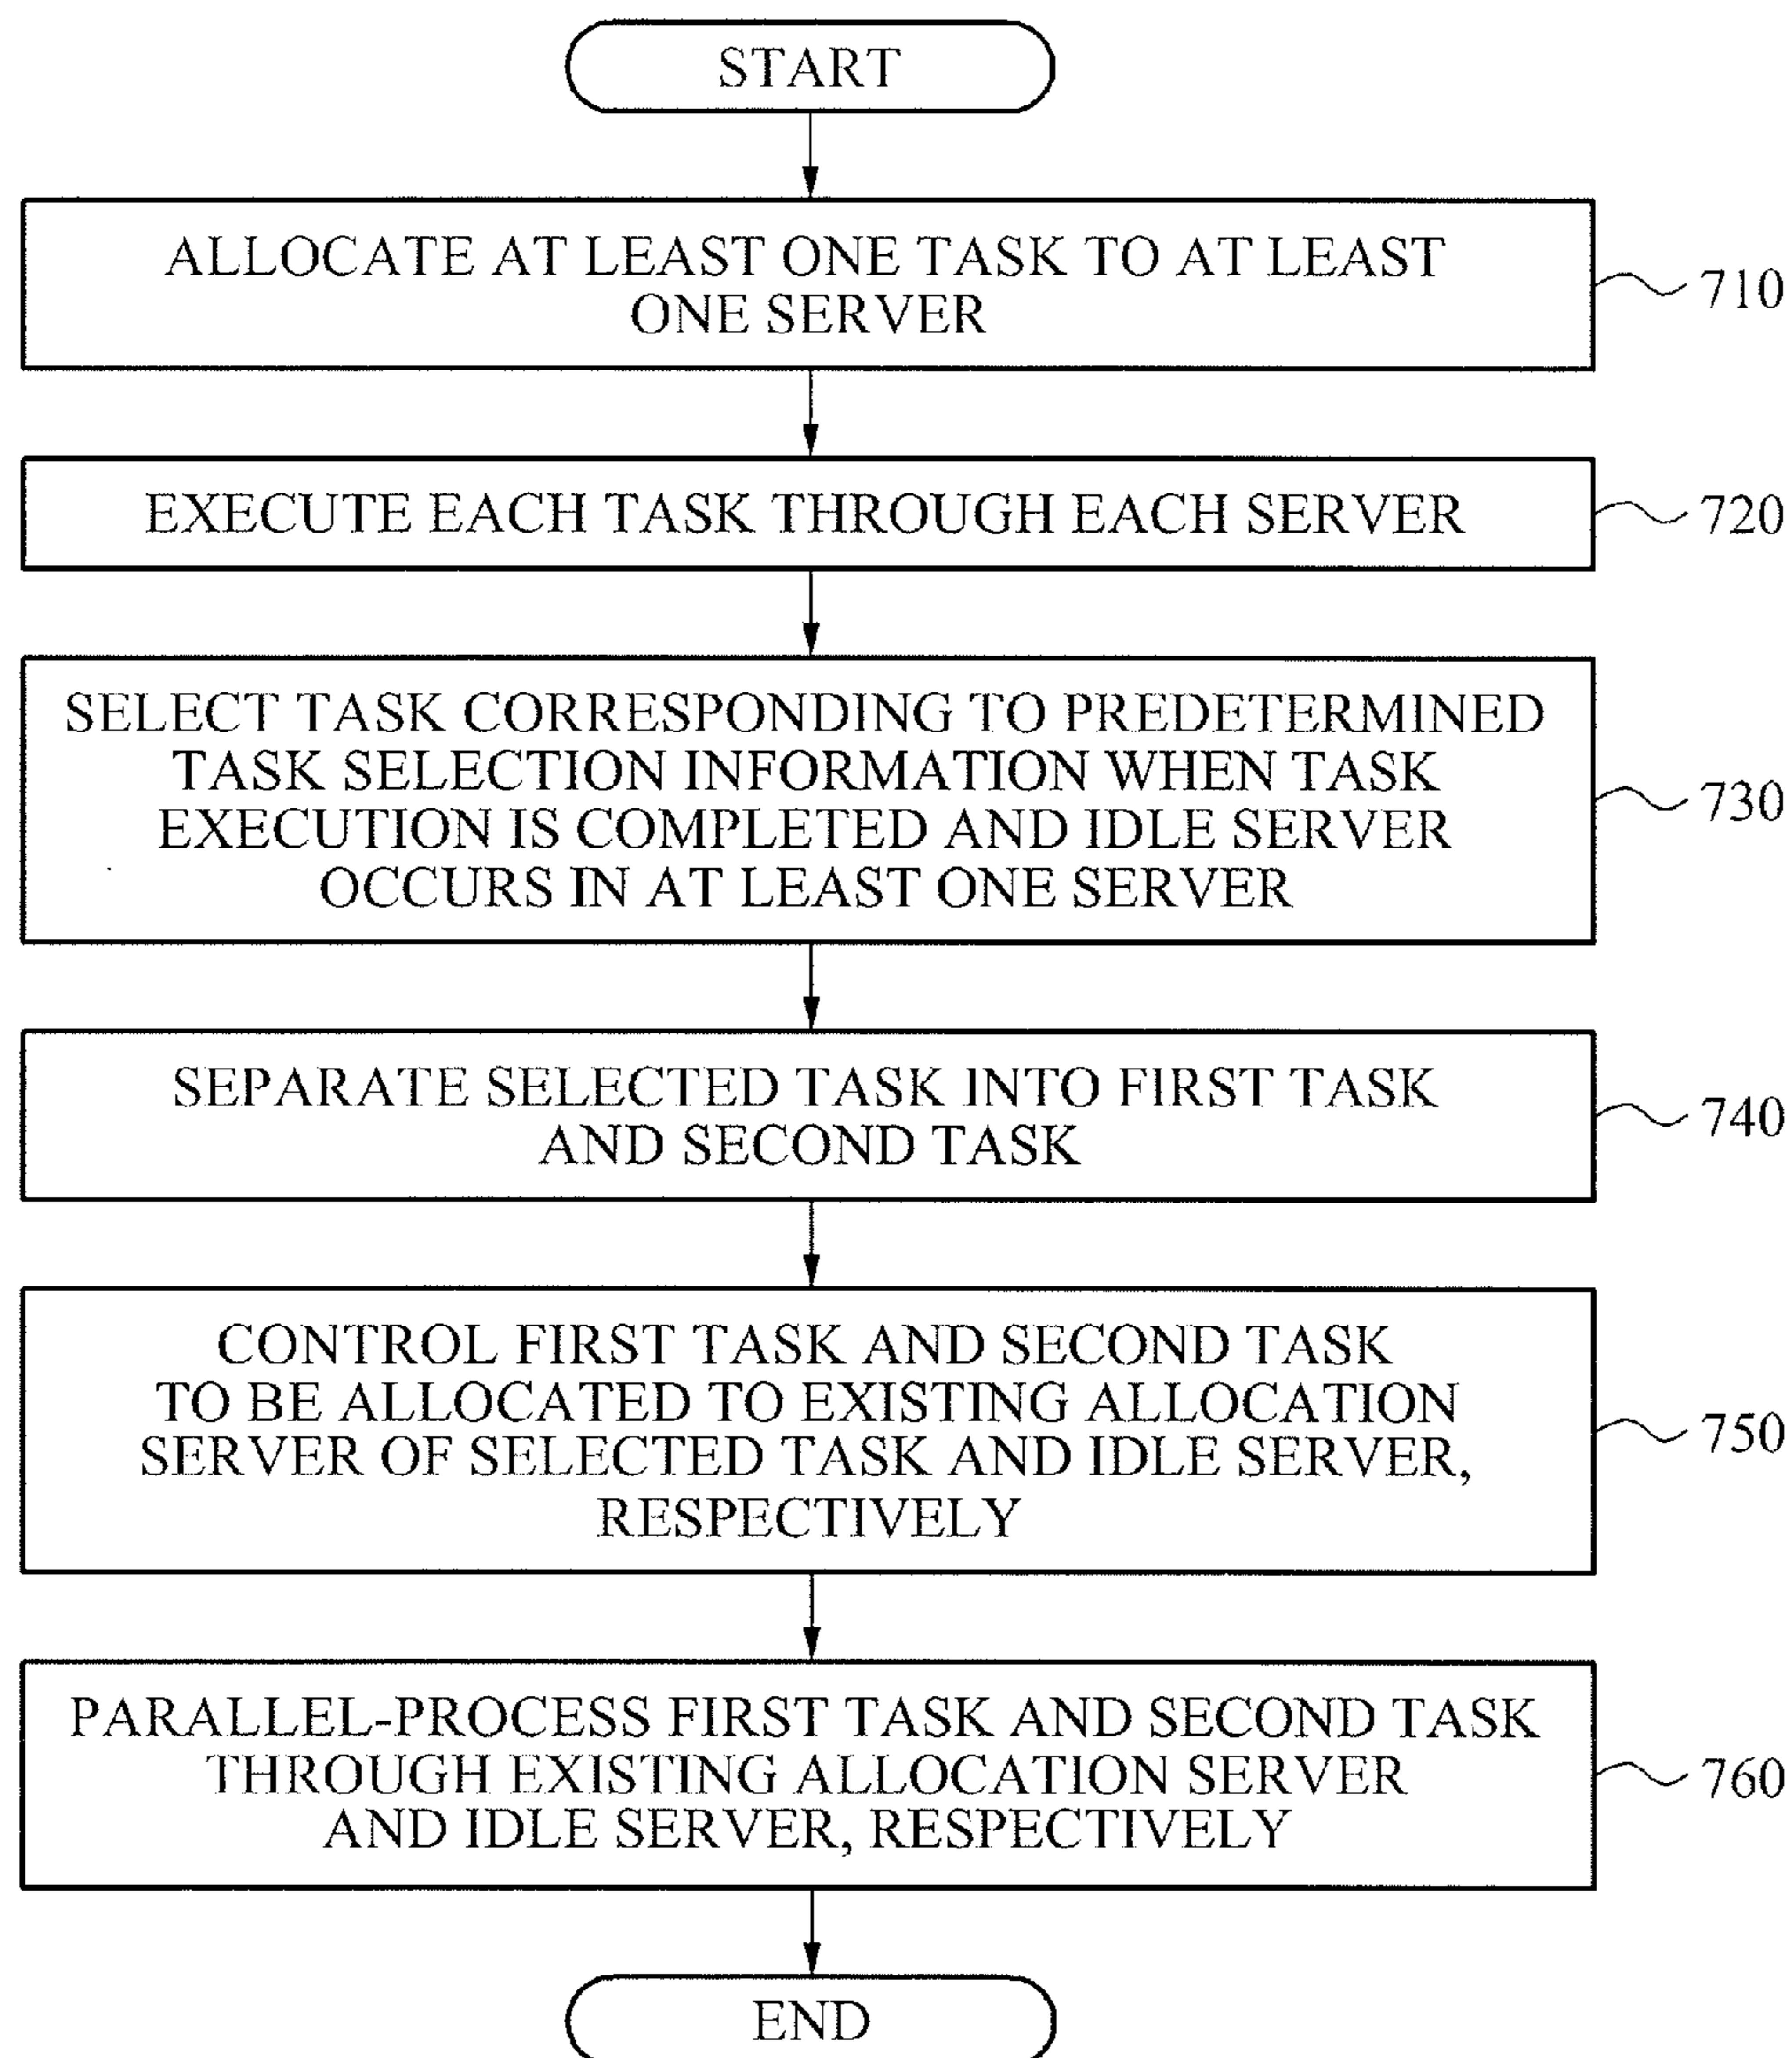 START
ALLOCATE AT LEAST ONE TASK TO AT LEAST
ONE SERVER
710
EXECUTE EACH TASK THROUGH EACH SERVER
720
SELECT TASK CORRESPONDING TO PREDETERMINED
TASK SELECTION INFORMATION WHEN TASK
EXECUTION IS COMPLETED AND IDLE SERVER
OCCURS IN AT LEAST ONE SERVER
730
SEPARATE SELECTED TASK INTO FIRST TASK
AND SECOND TASK
740
CONTROL FIRST TASK AND SECOND TASK
TO BE ALLOCATED TO EXISTING ALLOCATION
SERVER OF SELECTED TASK AND IDLE SERVER,
RESPECTIVELY
750
PARALLEL-PROCESS FIRST TASK AND SECOND TASK
THROUGH EXISTING ALLOCATION SERVER
AND IDLE SERVER, RESPECTIVELY
760
END